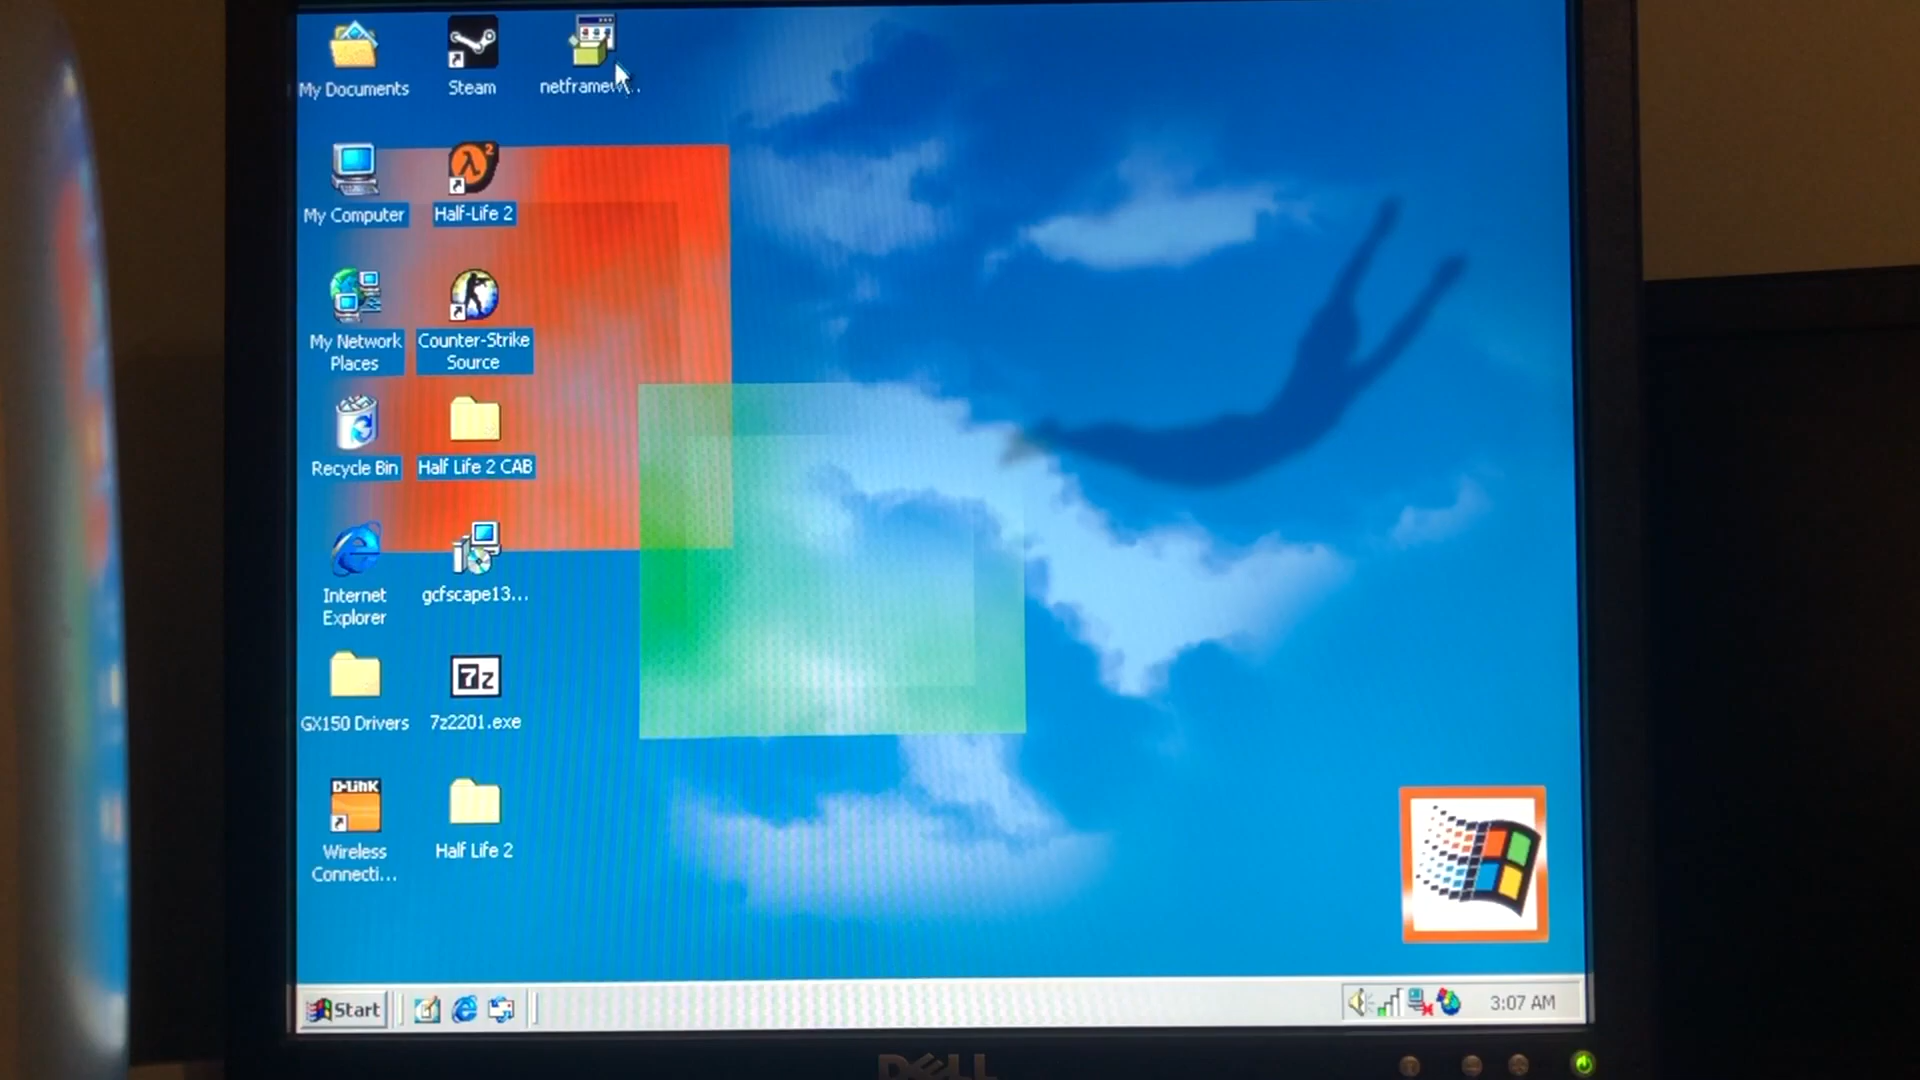 My Documents
Steam
netframew...
My Computer
Half-Life 2
My Network
Places
Counter-Strike
Source
Recycle Bin
Half Life 2 CAB
Internet
Explorer
gcfscape13...
GX150 Drivers
7z
7z2201.exe
D-Link
Wireless
Connecti...
Half Life 2
Start
3:07 AM
DELL